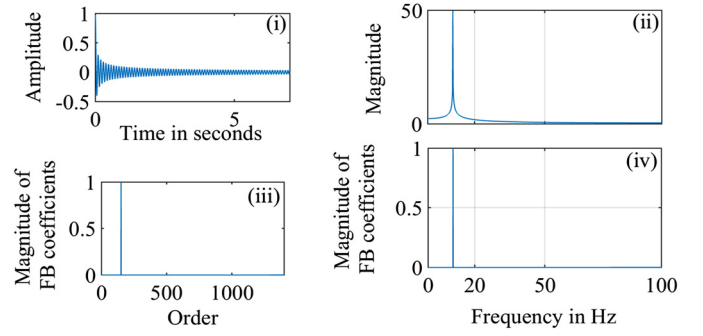 (i)
Amplitude
1
0.5
0
-0.5
0 5
Time in seconds
(ii)
Magnitude
50
0
(iii)
Magnitude of
FB coefficients
1
0.5
0
0 500 1000
Order
(iv)
Magnitude of
FB coefficients
1
0.5
0
0 20 50 100
Frequency in Hz